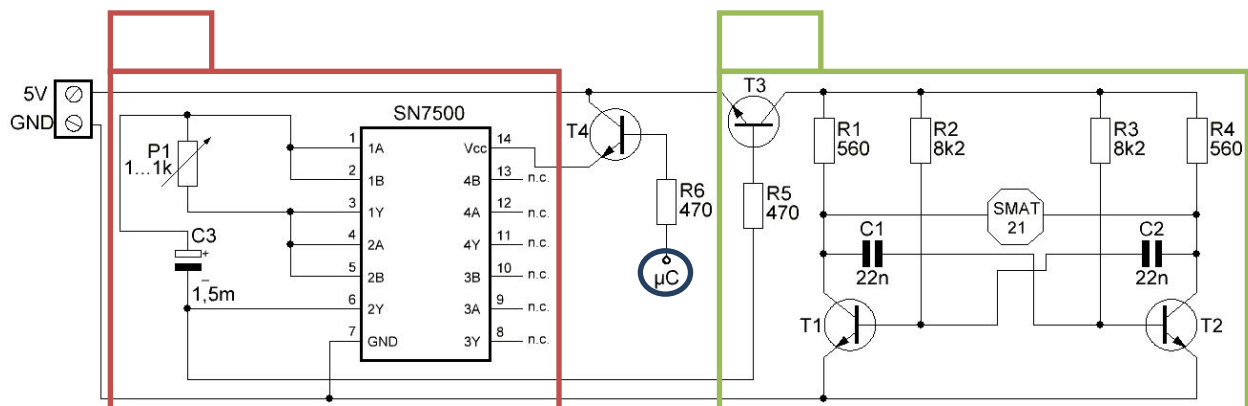 5V
GND
P1
1...1k
C3
+
–
1,5m
SN7500
1 1A
2 1B
3 1Y
4 2A
5 2B
6 2Y
7 GND
14 Vcc
13 4B n.c.
12 4A n.c.
11 4Y n.c.
10 3B n.c.
9 3A n.c.
8 3Y n.c.
T4
R6
470
µC
T3
R5
470
R1
560
R2
8k2
R3
8k2
R4
560
SMAT
21
C1
22n
C2
22n
T1
T2